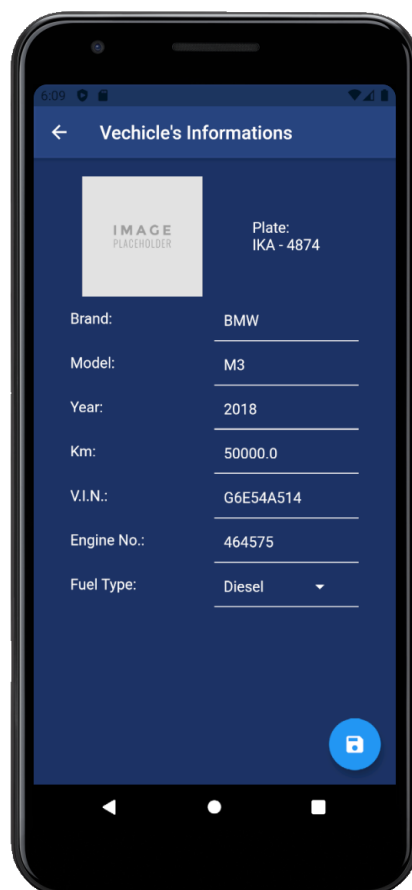 6:09
Vechicle's Informations
IMAGE
PLACEHOLDER
Plate:
IKA - 4874
Brand: BMW
Model: M3
Year: 2018
Km: 50000.0
V.I.N.: G6E54A514
Engine No.: 464575
Fuel Type: Diesel